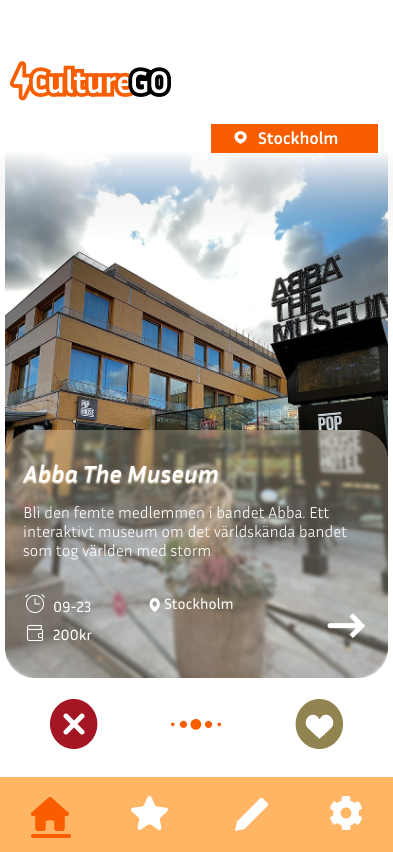 CultureGO
Stockholm
ABBA
THE
MUSEUM
POP
HOUSE
POP
HOUSE
HOTEL
Abba The Museum
Bli den femte medlemmen i bandet Abba. Ett
interaktivt museum om det världskända bandet
som tog världen med storm
09-23
Stockholm
200kr